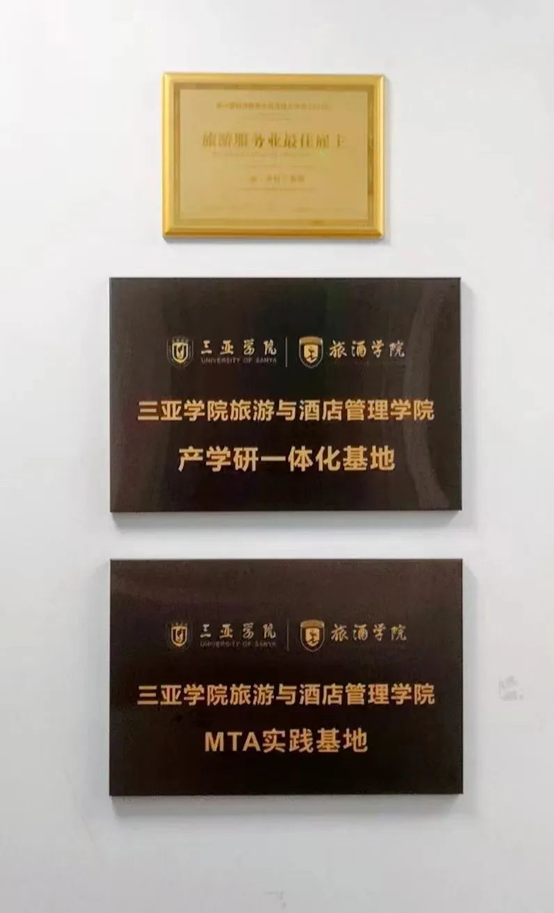 旅游服务业最佳雇主
三亚学院 旅酒学院
UNIVERSITY OF SANYA
三亚学院旅游与酒店管理学院
产学研一体化基地
三亚学院 旅酒学院
UNIVERSITY OF SANYA
三亚学院旅游与酒店管理学院
MTA实践基地